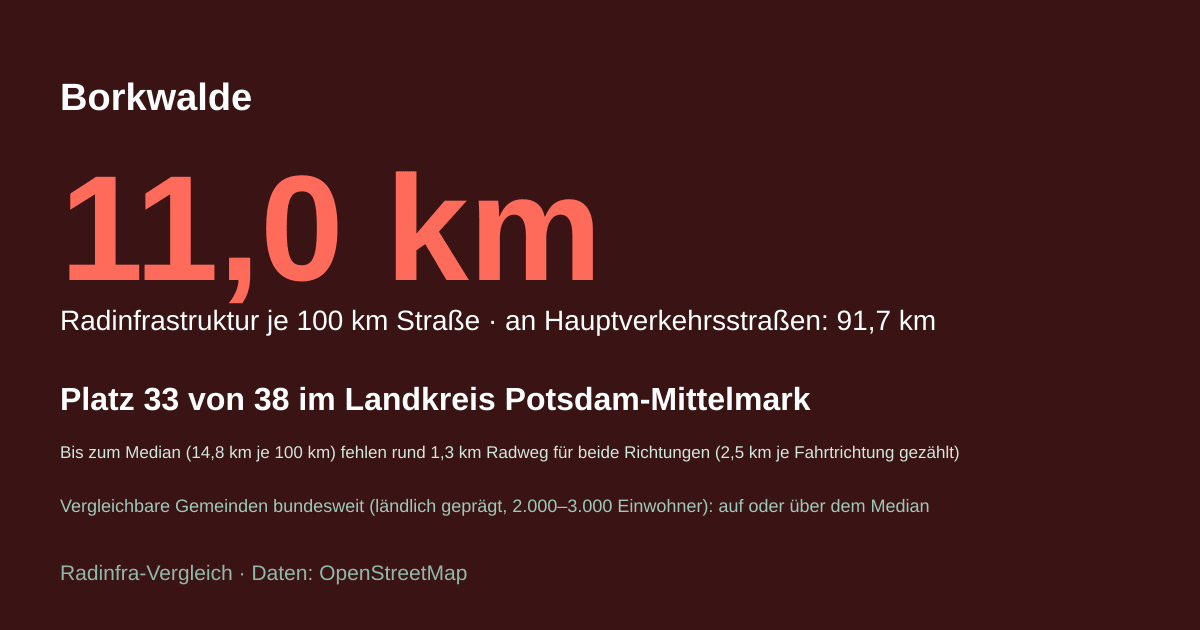 Borkwalde
11,0 km
Radinfrastruktur je 100 km Straße · an Hauptverkehrsstraßen: 91,7 km
Platz 33 von 38 im Landkreis Potsdam-Mittelmark
Bis zum Median (14,8 km je 100 km) fehlen rund 1,3 km Radweg für beide Richtungen (2,5 km je Fahrtrichtung gezählt)
Vergleichbare Gemeinden bundesweit (ländlich geprägt, 2.000–3.000 Einwohner): auf oder über dem Median
Radinfra-Vergleich · Daten: OpenStreetMap